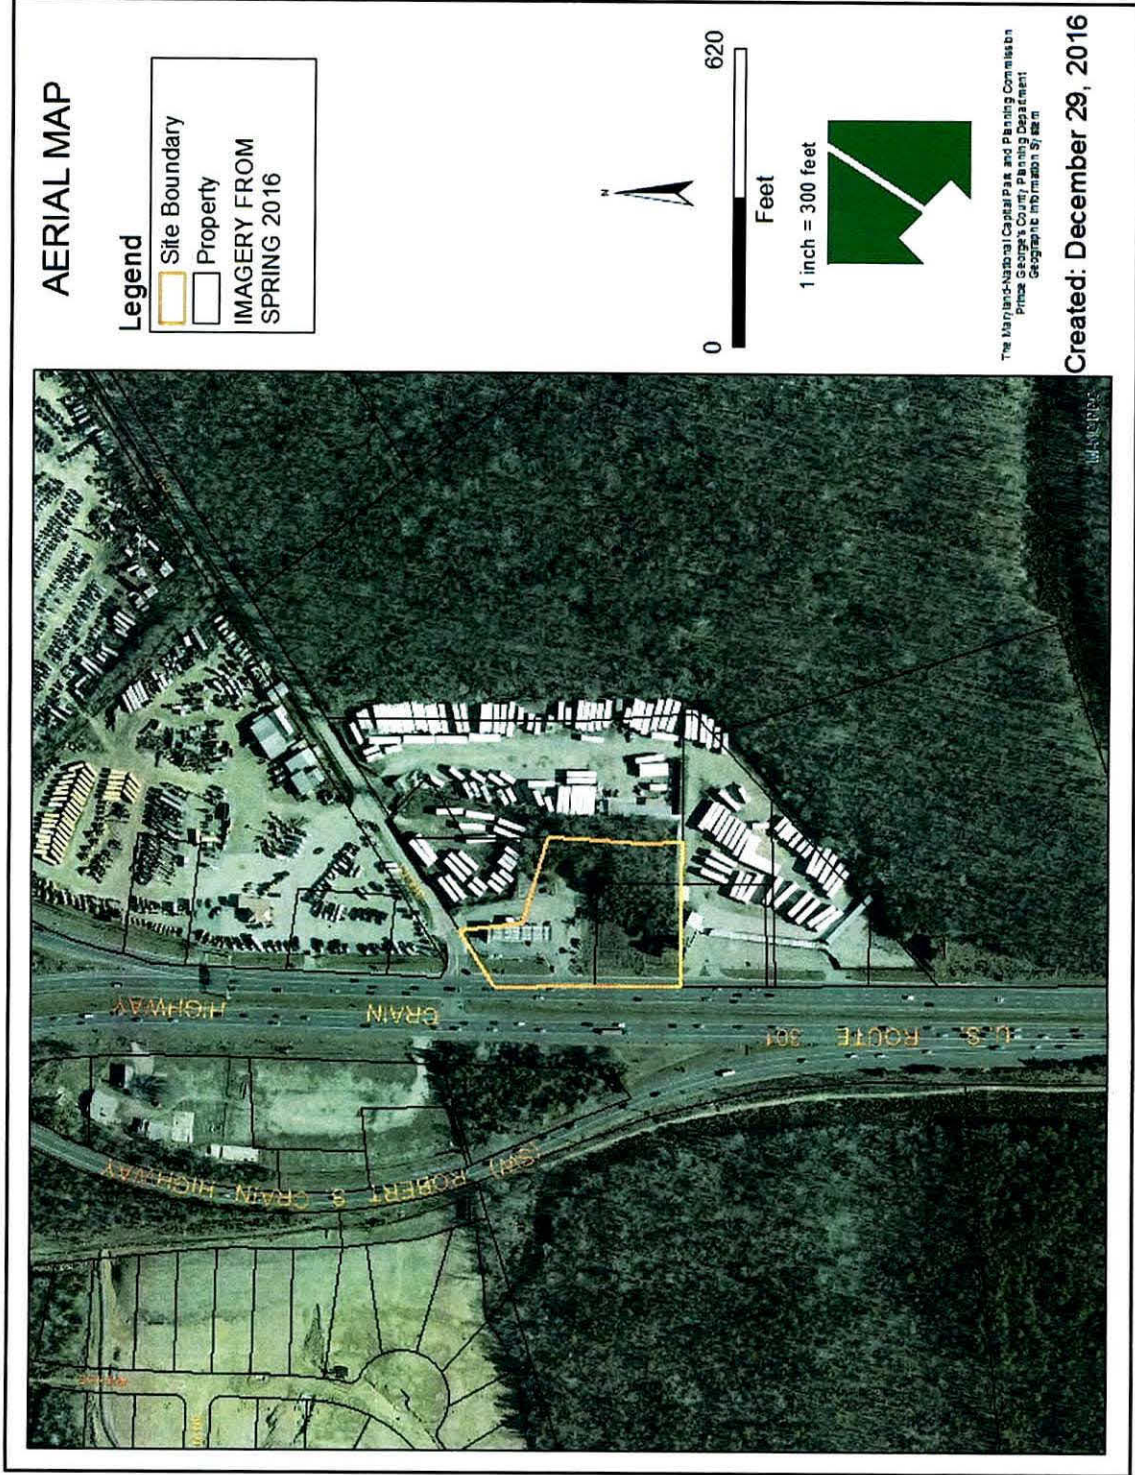 AERIAL MAP
Legend
Site Boundary
Property
IMAGERY FROM
SPRING 2016
N
0
620
Feet
1 inch = 300 feet
The Maryland-National Capital Park and Planning Commission
Prince George's County Planning Department
Geographic Information System
Created: December 29, 2016
CRAIN
HIGHWAY
U.S. ROUTE 301
(SB) ROBERT S CRAIN HIGHWAY